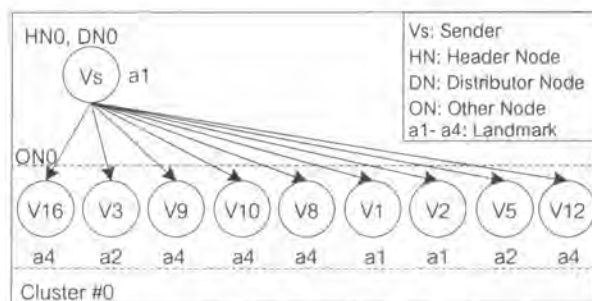 HN0, DN0
Vs
a1
Vs: Sender
HN: Header Node
DN: Distributor Node
ON: Other Node
a1- a4: Landmark
ON0
V16 V3 V9 V10 V8 V1 V2 V5 V12
a4 a2 a4 a4 a4 a1 a1 a2 a4
Cluster #0